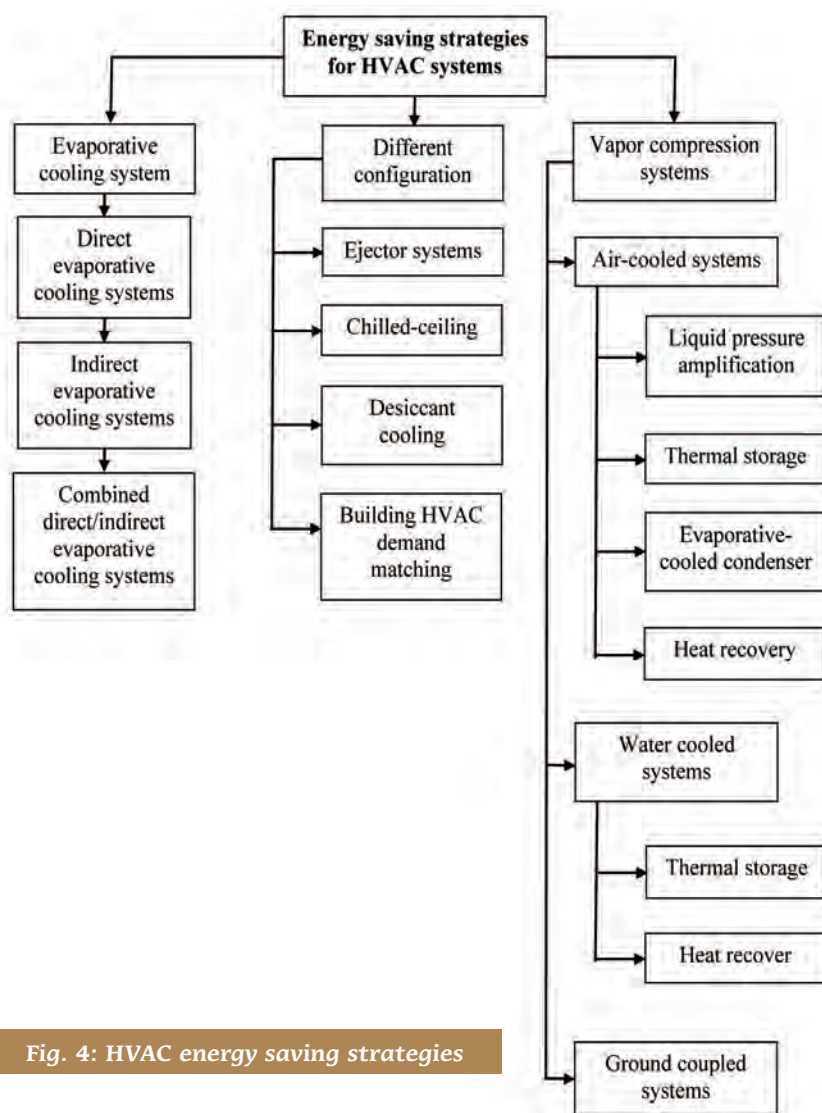 Energy saving strategies
for HVAC systems
Evaporative
cooling system
Direct
evaporative
cooling systems
Indirect
evaporative
cooling systems
Combined
direct/indirect
evaporative
cooling systems
Different
configuration
Ejector systems
Chilled-ceiling
Desiccant
cooling
Building HVAC
demand
matching
Vapor compression
systems
Air-cooled systems
Liquid pressure
amplification
Thermal storage
Evaporative-
cooled condenser
Heat recovery
Water cooled
systems
Thermal storage
Heat recover
Ground coupled
systems
Fig. 4: HVAC energy saving strategies